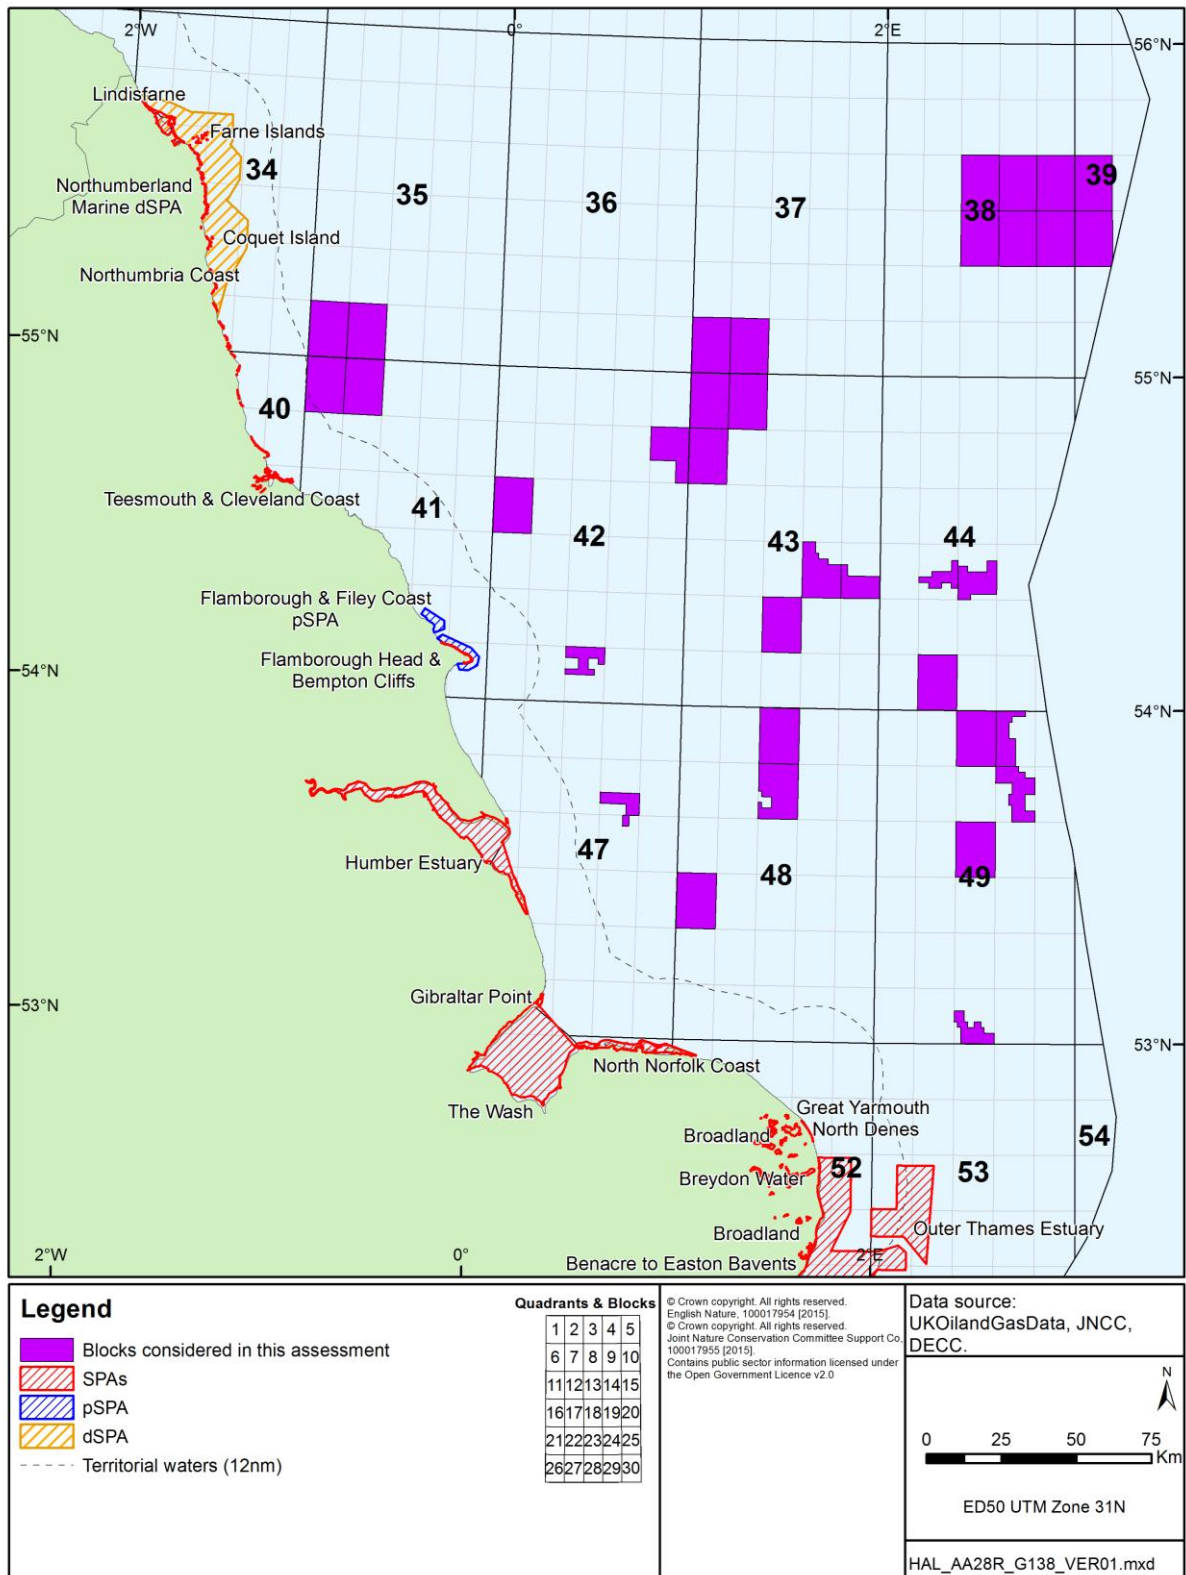 2°W
0°
2°E
56°N
Lindisfarne
Farne Islands
34
39
Northumberland
Marine dSPA
35
36
37
38
Coquet Island
Northumbria Coast
55°N
55°N
40
Teesmouth & Cleveland Coast
41
42
43
44
Flamborough & Filey Coast
pSPA
Flamborough Head &
Bempton Cliffs
54°N
54°N
Humber Estuary
47
48
49
Gibraltar Point
53°N
53°N
North Norfolk Coast
The Wash
Great Yarmouth
North Denes
Broadland
54
52
53
Breydon Water
Broadland
Outer Thames Estuary
Benacre to Easton Bavents
2°W
0°
2°E
Legend
Blocks considered in this assessment
SPAs
pSPA
dSPA
Territorial waters (12nm)
Quadrants & Blocks
1 2 3 4 5
6 7 8 9 10
11 12 13 14 15
16 17 18 19 20
21 22 23 24 25
26 27 28 29 30
© Crown copyright. All rights reserved.
English Nature, 100017954 [2015].
© Crown copyright. All rights reserved.
Joint Nature Conservation Committee Support Co,
100017955 [2015].
Contains public sector information licensed under
the Open Government Licence v2.0
Data source:
UKOilandGasData, JNCC,
DECC.
N
0 25 50 75
Km
ED50 UTM Zone 31N
HAL_AA28R_G138_VER01.mxd